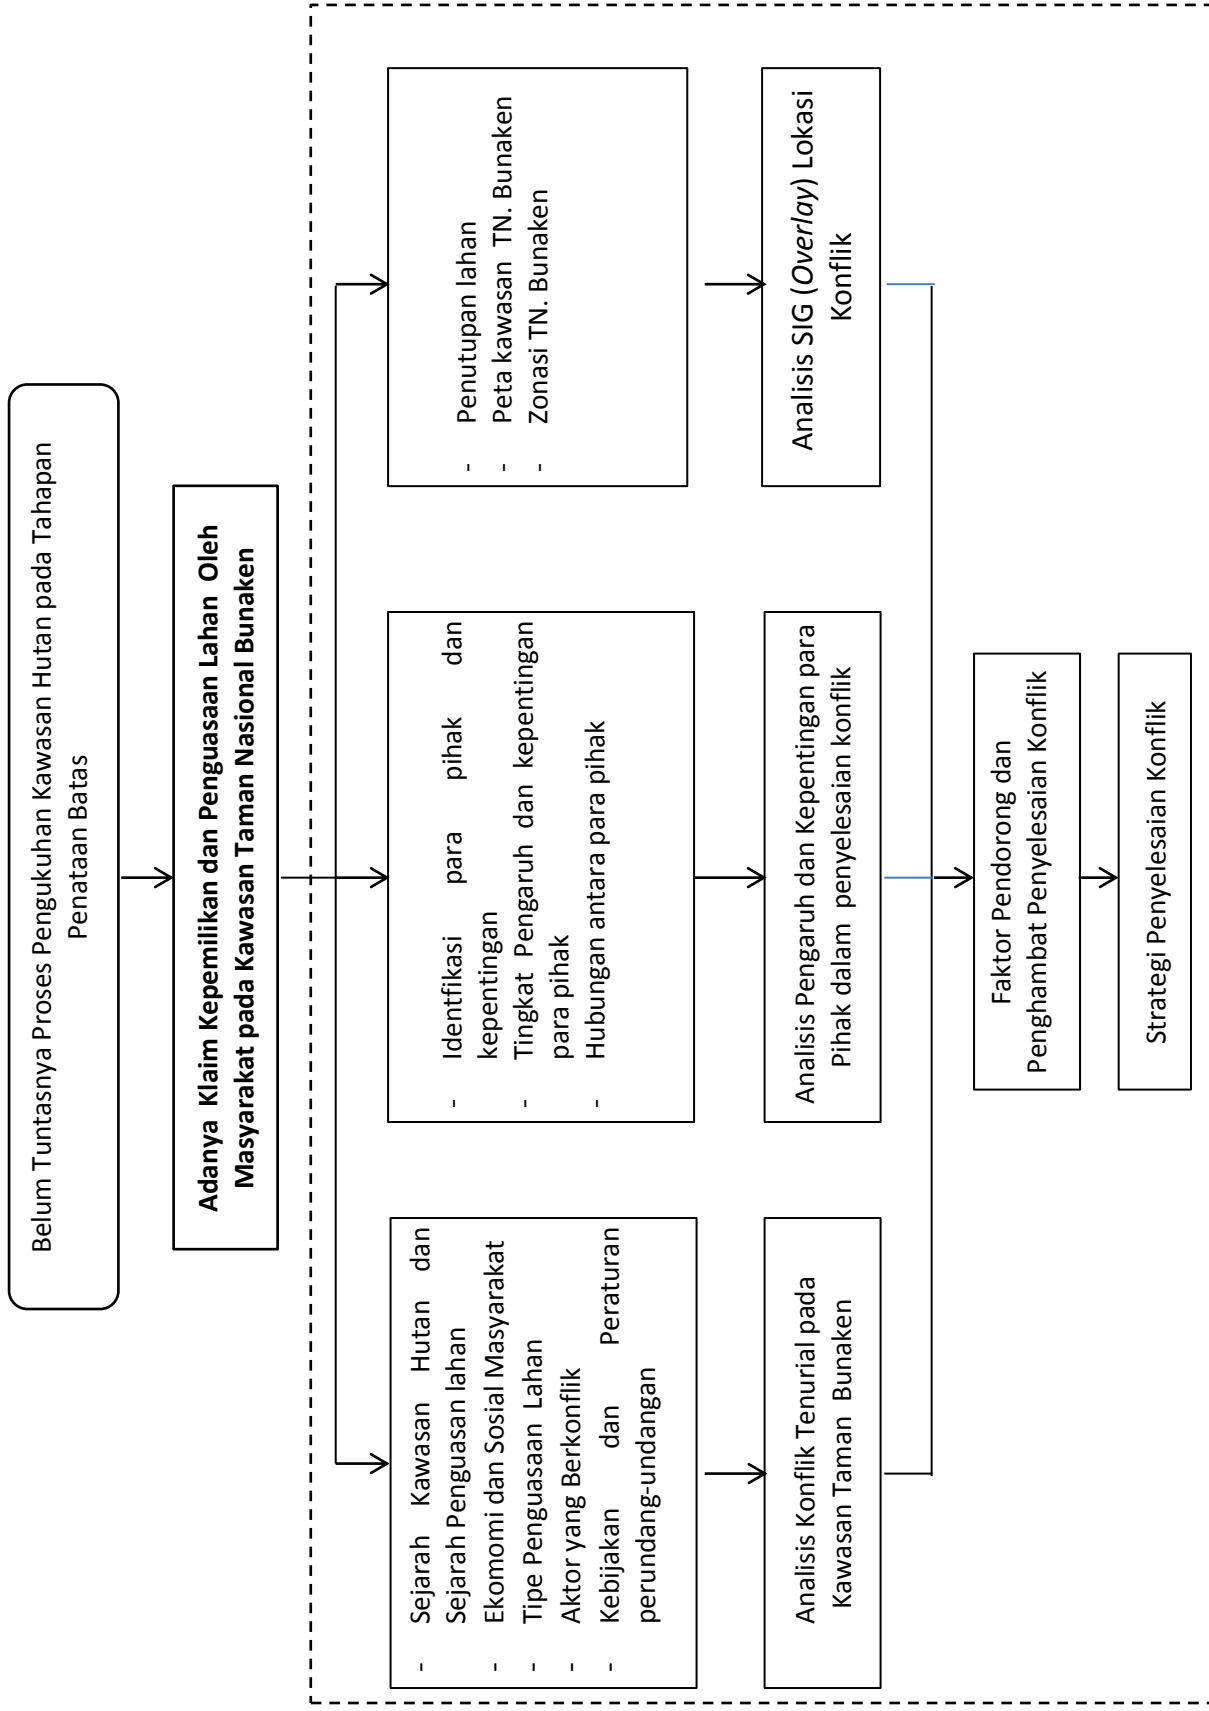 Belum Tuntasnya Proses Pengukuhan Kawasan Hutan pada Tahapan
Penataan Batas
Adanya Klaim Kepemilikan dan Penguasaan Lahan Oleh
Masyarakat pada Kawasan Taman Nasional Bunaken
- Sejarah Kawasan Hutan dan
Sejarah Penguasan lahan
- Ekomomi dan Sosial Masyarakat
- Tipe Penguasaan Lahan
- Aktor yang Berkonflik
- Kebijakan dan Peraturan
perundang-undangan
- Identfikasi para pihak dan
kepentingan
- Tingkat Pengaruh dan kepentingan
para pihak
- Hubungan antara para pihak
- Penutupan lahan
- Peta kawasan TN. Bunaken
- Zonasi TN. Bunaken
Analisis Konflik Tenurial pada
Kawasan Taman Bunaken
Analisis Pengaruh dan Kepentingan para
Pihak dalam penyelesaian konflik
Analisis SIG (Overlay) Lokasi
Konflik
Faktor Pendorong dan
Penghambat Penyelesaian Konflik
Strategi Penyelesaian Konflik